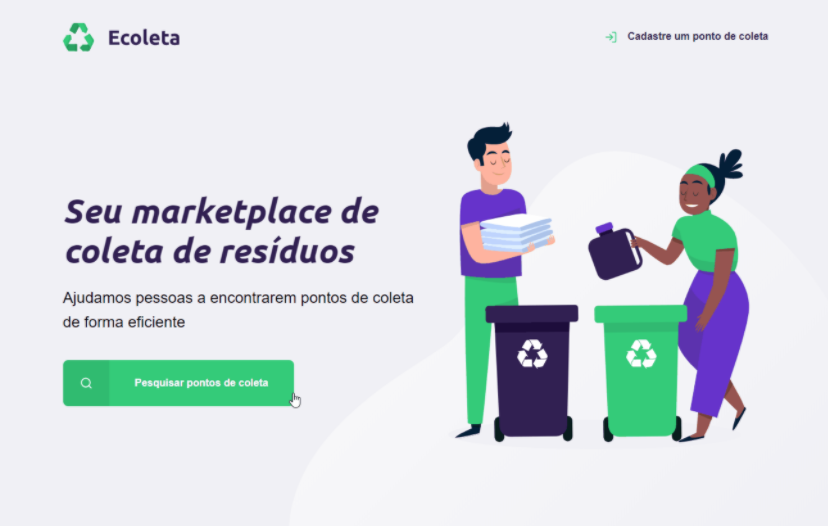 Ecoleta
Cadastre um ponto de coleta
Seu marketplace de
coleta de resíduos
Ajudamos pessoas a encontrarem pontos de coleta
de forma eficiente
Pesquisar pontos de coleta